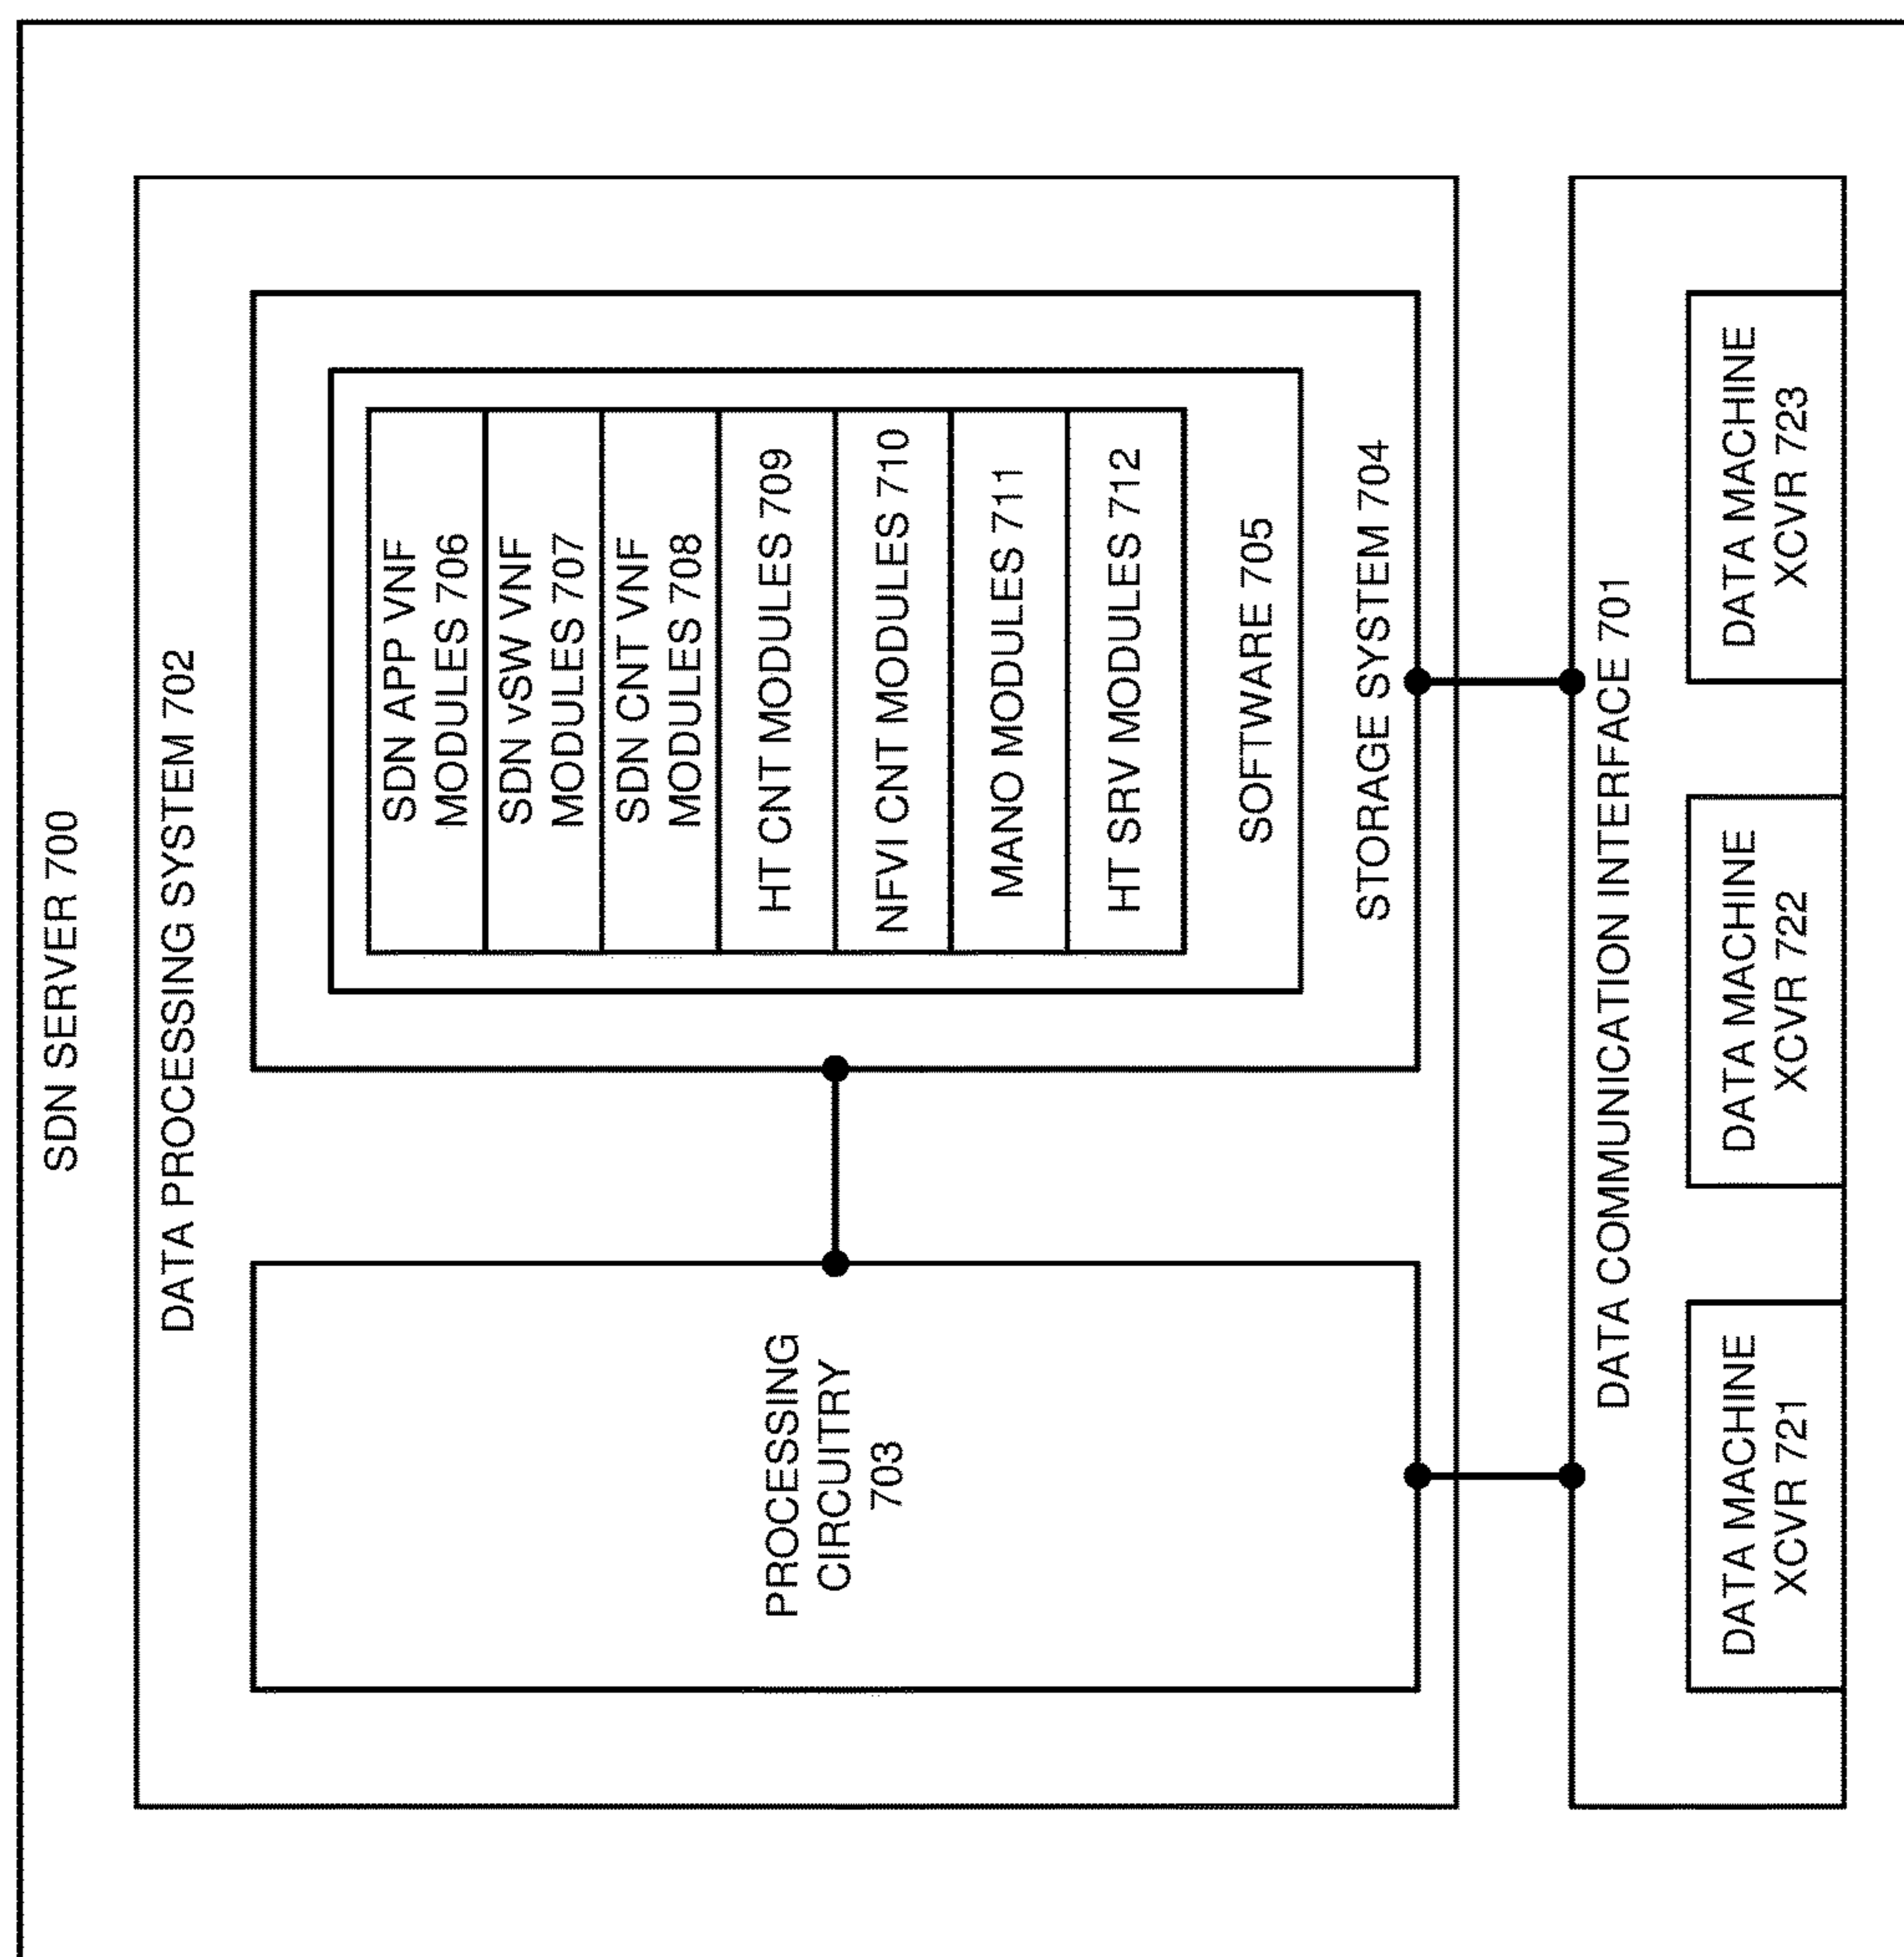 SDN SERVER 700
DATA PROCESSING SYSTEM 702
PROCESSING
CIRCUITRY
703
SDN APP VNF
MODULES 706
SDN vSW VNF
MODULES 707
SDN CNT VNF
MODULES 708
HT CNT MODULES 709
NFVI CNT MODULES 710
MANO MODULES 711
HT SRV MODULES 712
SOFTWARE 705
STORAGE SYSTEM 704
DATA COMMUNICATION INTERFACE 701
DATA MACHINE
XCVR 721
DATA MACHINE
XCVR 722
DATA MACHINE
XCVR 723